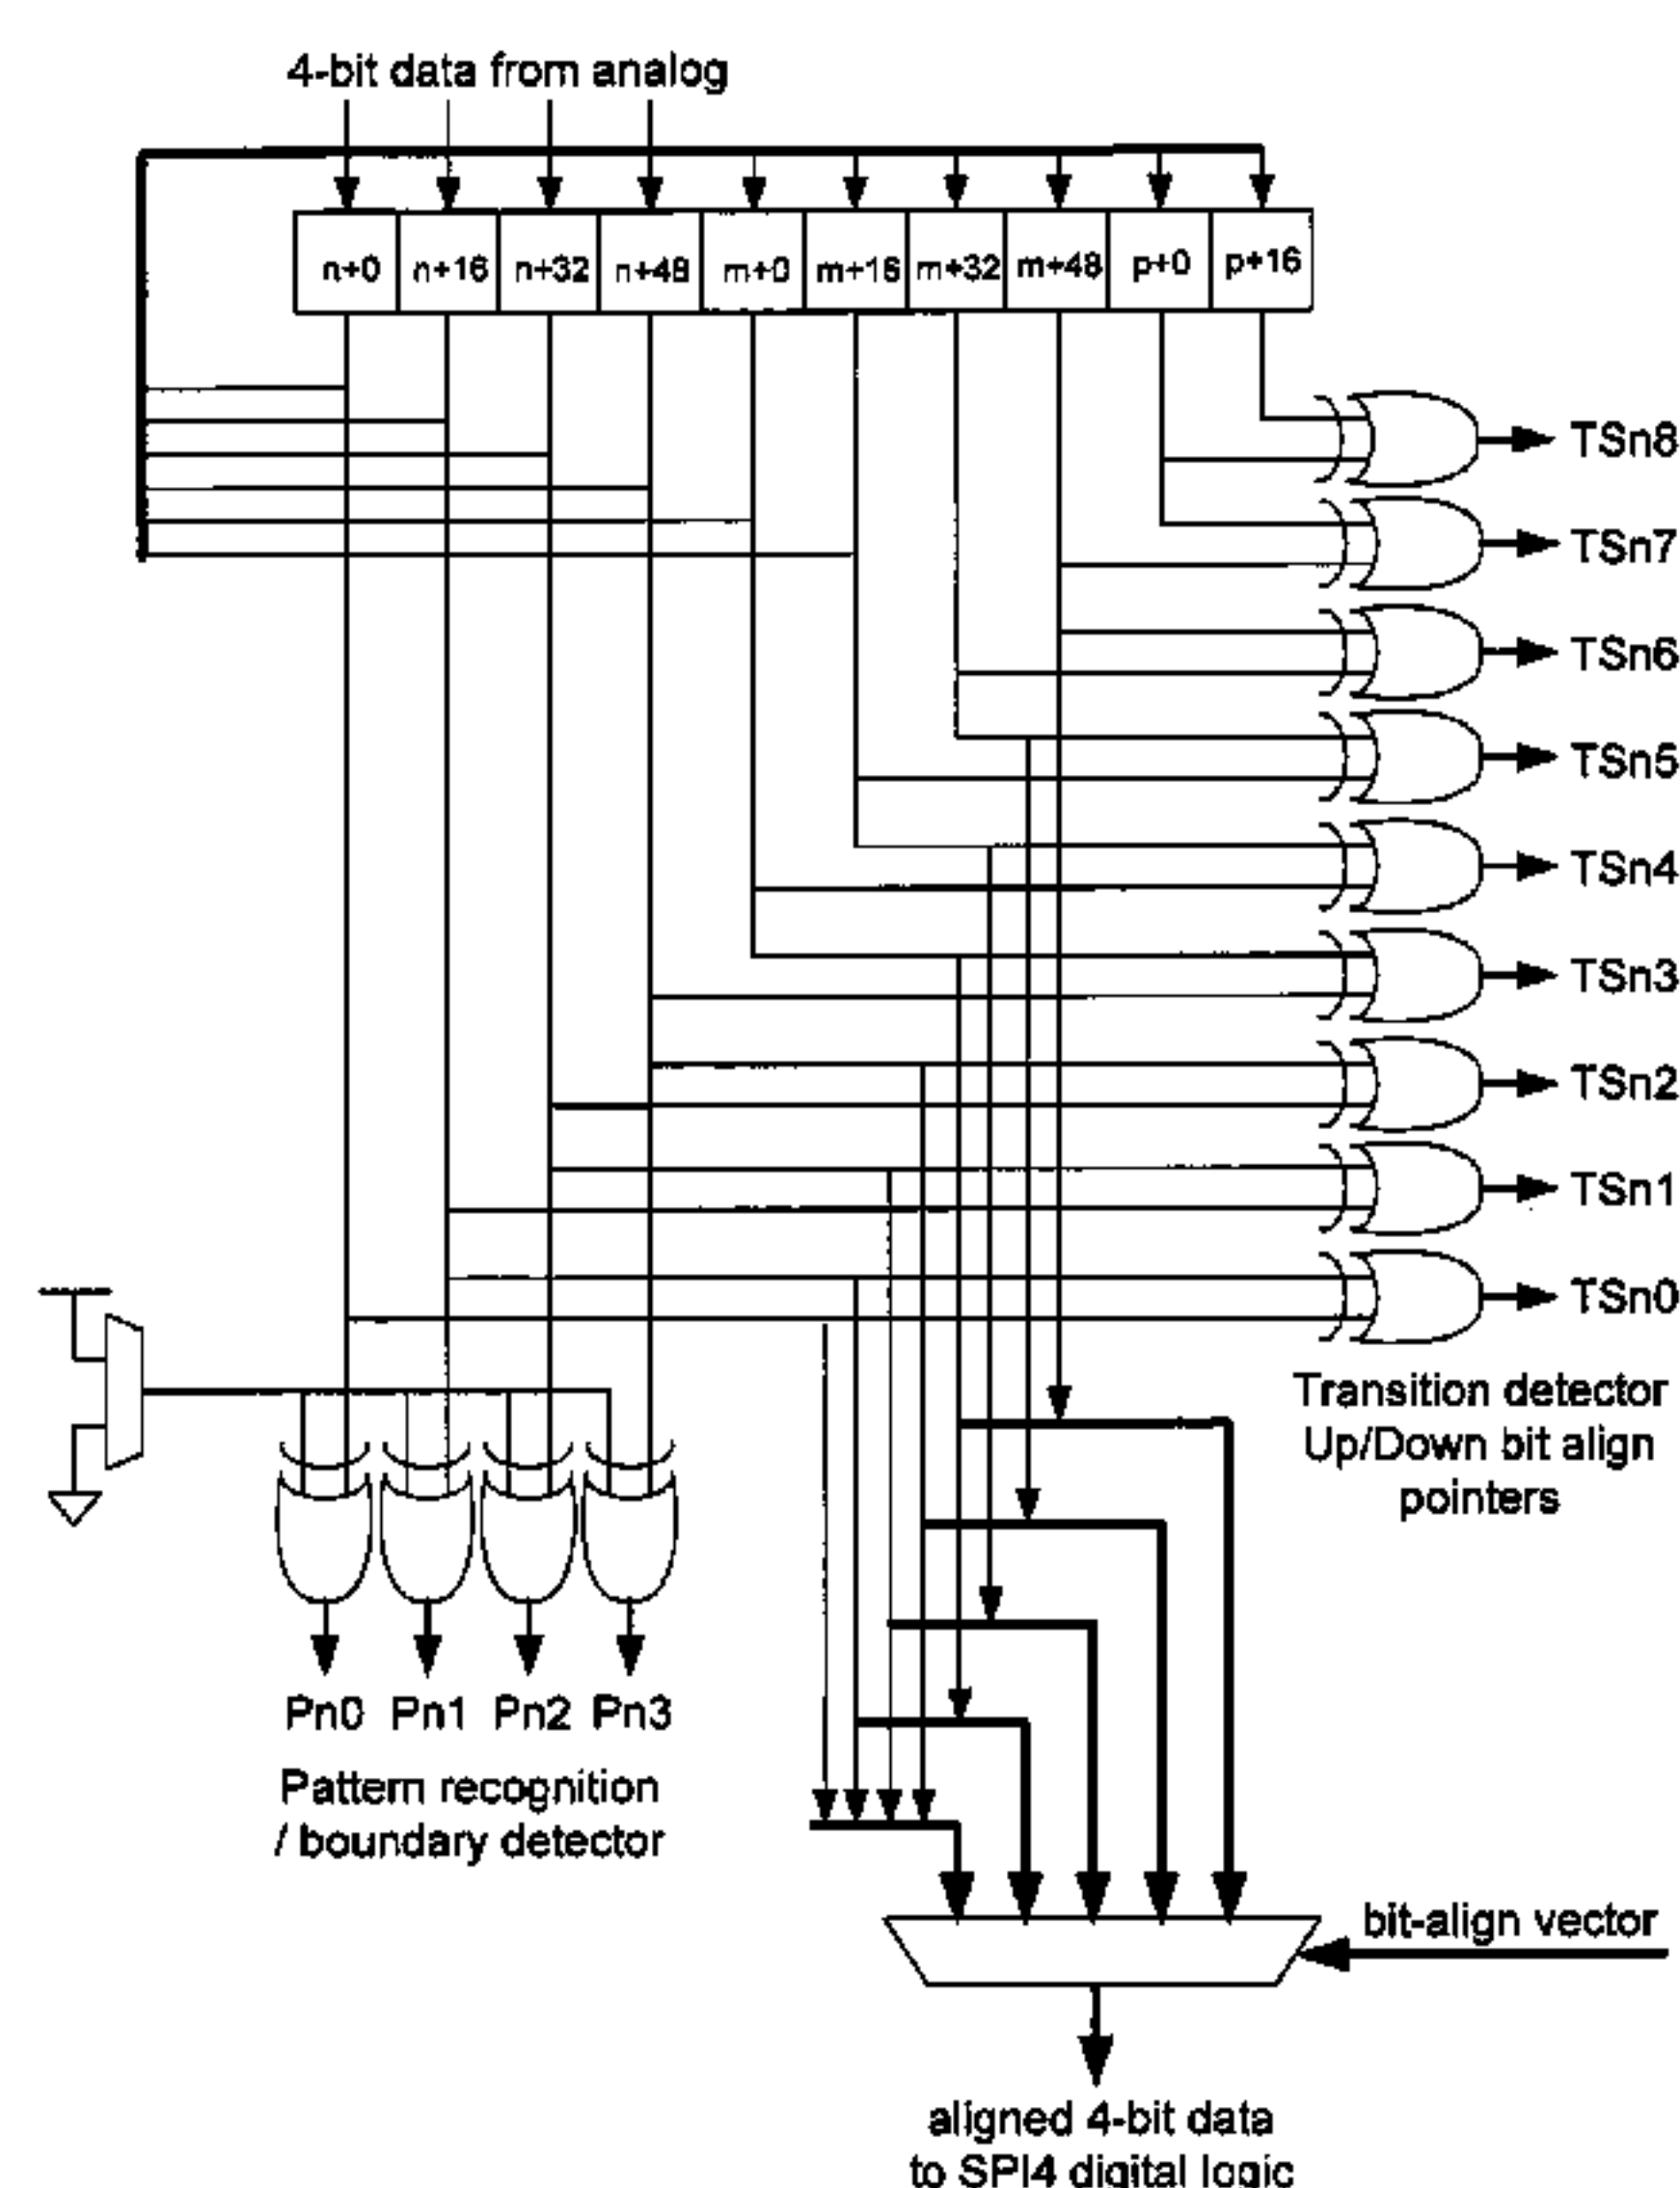 4-bit data from analog
n+0 n+16 n+32 n+48 m+0 m+16 m+32 m+48 p+0 p+16
TSn8
TSn7
TSn6
TSn5
TSn4
TSn3
TSn2
TSn1
TSn0
Transition detector
Up/Down bit align
pointers
Pn0 Pn1 Pn2 Pn3
Pattern recognition
/ boundary detector
bit-align vector
aligned 4-bit data
to SPI4 digital logic